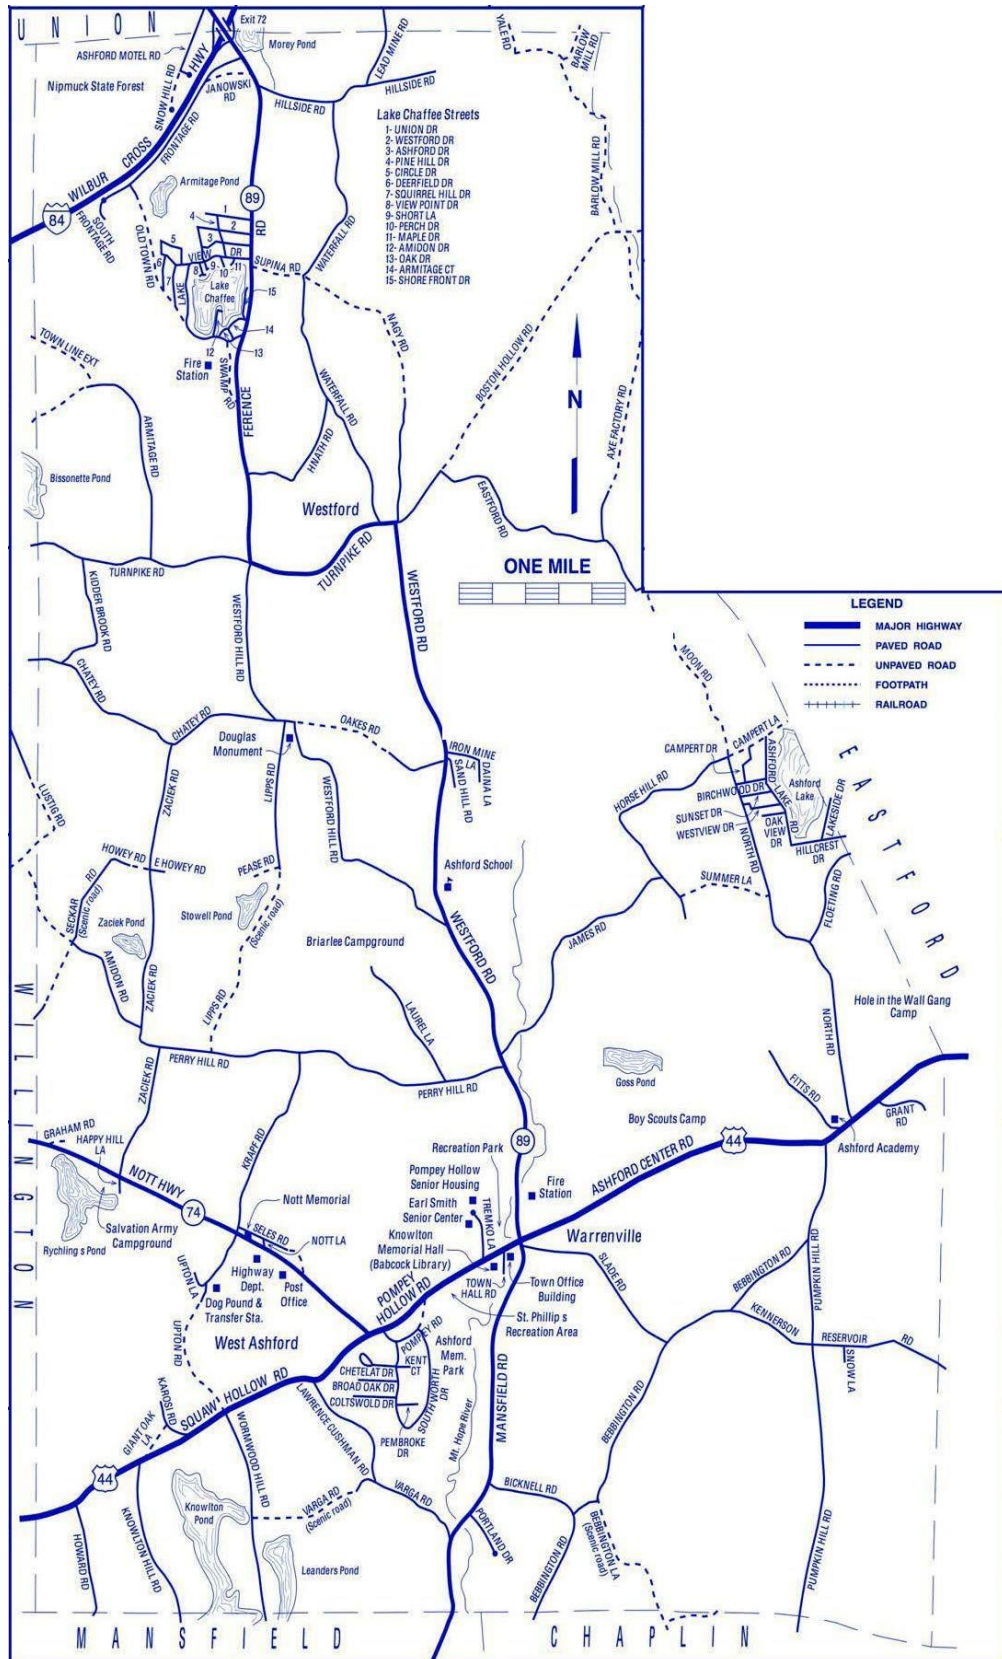 UNION
Exit 72
ASHFORD MOTEL RD
HWY
Morey Pond
LEAD MINE RD
YALE RD
BARLOW
MILL RD
Nipmuck State Forest
SNOW HILL RD
JANOWSKI
RD
HILLSIDE RD
HILLSIDE RD
FRONTAGE RD
CROSS
WILBUR
84
SOUTH
FRONTAGE RD
Armitage Pond
OLD TOWN RD
89
RD
Lake Chaffee Streets
1- UNION DR
2- WESTFORD DR
3- ASHFORD DR
4- PINE HILL DR
5- CIRCLE DR
6- DEERFIELD DR
7- SQUIRREL HILL DR
8- VIEW POINT DR
9- SHORT LA
10- PERCH DR
11- MAPLE DR
12- AMIDON DR
13- OAK DR
14- ARMITAGE CT
15- SHORE FRONT DR
BARLOW MILL RD
WATERFALL RD
1
4
2
3
5
VIEW DR
6
7
8
9
10
11
LAKE
Lake
Chaffee
SUPINA RD
15
14
13
12
Fire
Station
SWAMP RD
FERENCE
TOWN LINE EXT
NAGY RD
BOSTON HOLLOW RD
N
AXE FACTORY RD
ARMITAGE RD
WATERFALL RD
HNATH RD
Bissonette Pond
Westford
EASTFORD RD
TURNPIKE RD
TURNPIKE RD
ONE MILE
KIDDER BROOK RD
WESTFORD HILL RD
WESTFORD RD
LEGEND
MAJOR HIGHWAY
PAVED ROAD
UNPAVED ROAD
FOOTPATH
RAILROAD
CHATEY RD
CHATEY RD
MOON RD
EASTFORD
Douglas
Monument
OAKES RD
IRON MINE
LA
SAND HILL RD
DAINA LA
CAMPERT LA
CAMPERT DR
ASHFORD
LAKE
RD
Ashford
Lake
BIRCHWOOD DR
SUNSET DR
WESTVIEW DR
OAK
VIEW
DR
LAKESIDE DR
HILLCREST
DR
HORSE HILL RD
NORTH RD
SUMMER LA
FLOETING RD
LUSTIG RD
ZACIEK RD
LIPPS RD
WESTFORD HILL RD
HOWEY RD
E HOWEY RD
PEASE RD
Ashford School
SECKAR
RD
(Scenic road)
Zaciek Pond
Stowell Pond
(Scenic road)
Briarlee Campground
WESTFORD RD
JAMES RD
AMIDON RD
ZACIEK RD
LIPPS RD
LAUREL LA
Hole in the Wall Gang
Camp
NORTH RD
WILLINGTON
PERRY HILL RD
PERRY HILL RD
ZACIEK RD
Goss Pond
FITTS RD
GRANT
RD
Boy Scouts Camp
Ashford Academy
GRAHAM RD
HAPPY HILL
LA
NOTT HWY
KRAPF RD
74
89
44
ASHFORD CENTER RD
Recreation Park
Pompey Hollow
Senior Housing
Earl Smith
Senior Center
TREMKO LA
Fire
Station
Nott Memorial
Salvation Army
Campground
Rychling s Pond
SELES RD
NOTT LA
Knowlton
Memorial Hall
(Babcock Library)
Warrenville
UPTON LA
Highway
Dept.
Post
Office
Dog Pound &
Transfer Sta.
POMPEY
HOLLOW RD
TOWN
HALL RD
Town Office
Building
SLADE RD
BEBBINGTON RD
PUMPKIN HILL RD
St. Phillip s
Recreation Area
KENNERSON
RESERVOIR
RD
SNOW LA
UPTON RD
West Ashford
POMPEY RD
Ashford
Mem.
Park
KENT
CT
CHETELAT DR
BROAD OAK DR
COLTSWOLD DR
SOUTHWORTH
DR
PEMBROKE
DR
MANSFIELD RD
Mt. Hope River
BEBBINGTON RD
SQUAW HOLLOW RD
KAROSI RD
GIANT OAK
LA
LAWRENCE CUSHMAN RD
WORMWOOD HILL RD
44
Knowlton
Pond
VARGA RD
(Scenic road)
VARGA RD
BICKNELL RD
PORTLAND DR
BEBBINGTON LA
(Scenic road)
BEBBINGTON RD
PUMPKIN HILL RD
HOWARD RD
KNOWLTON HILL RD
Leanders Pond
MANSFIELD
CHAPLIN